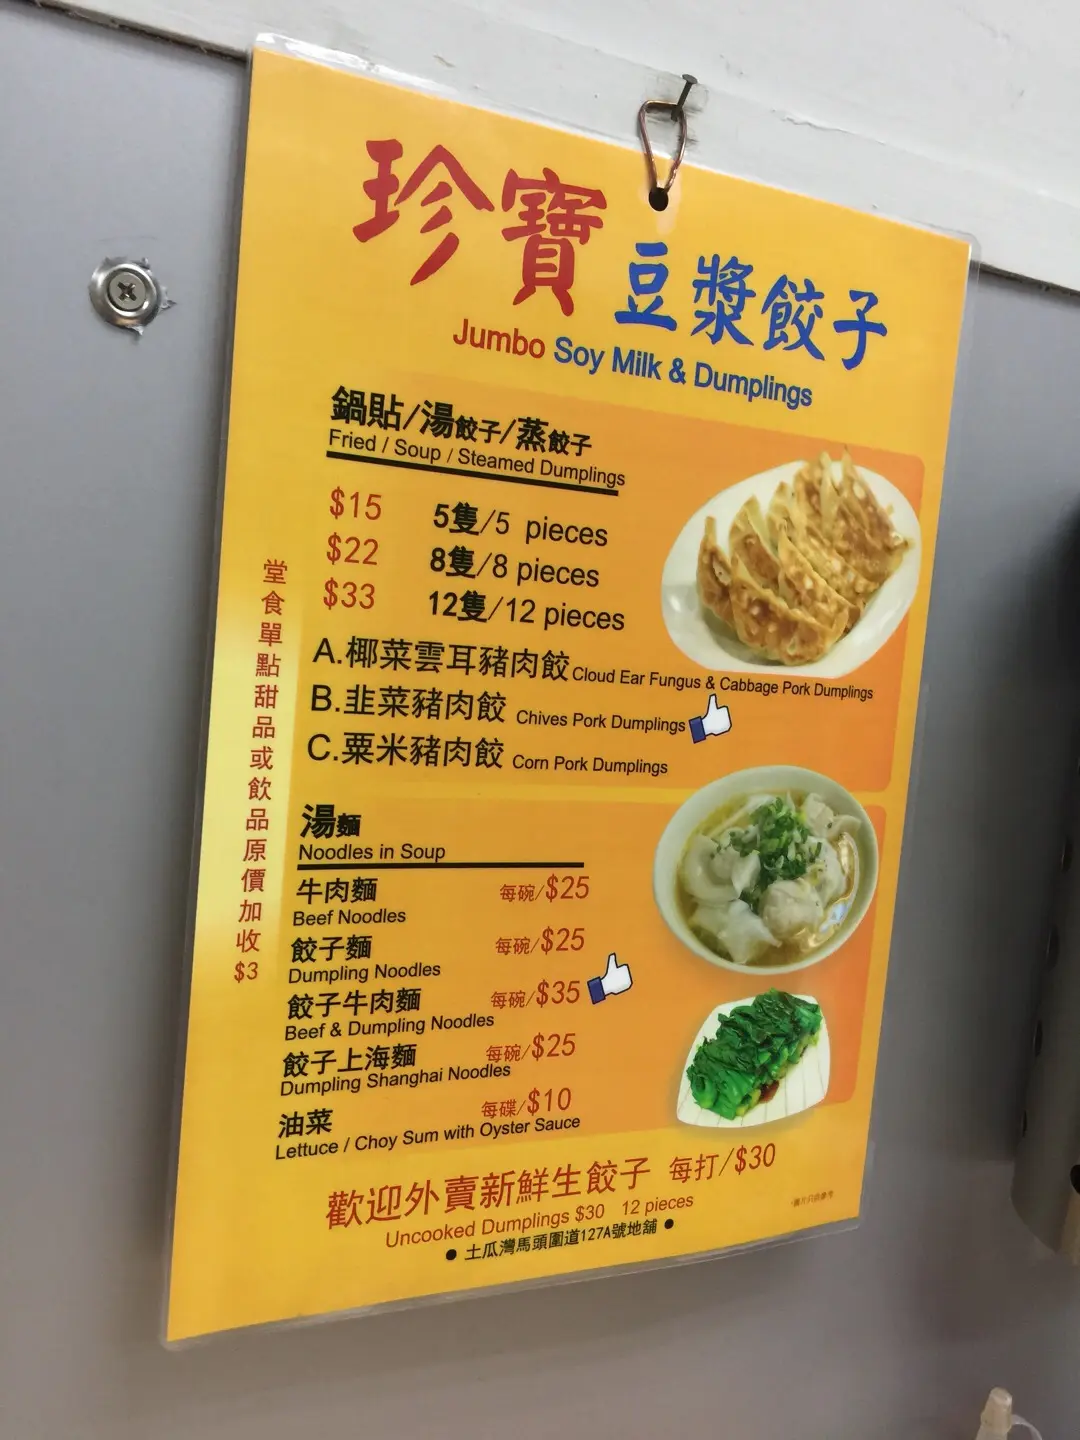 珍寶 豆漿餃子
Jumbo Soy Milk & Dumplings
鍋貼/湯餃子/蒸餃子
Fried / Soup / Steamed Dumplings
$15 5隻/5 pieces
$22 8隻/8 pieces
$33 12隻/12 pieces
A.椰菜雲耳豬肉餃 Cloud Ear Fungus & Cabbage Pork Dumplings
B.韭菜豬肉餃 Chives Pork Dumplings
C.粟米豬肉餃 Corn Pork Dumplings
堂食單點甜品或飲品原價加收$3
湯麵
Noodles in Soup
牛肉麵 每碗/$25
Beef Noodles
餃子麵 每碗/$25
Dumpling Noodles
餃子牛肉麵 每碗/$35
Beef & Dumpling Noodles
餃子上海麵 每碗/$25
Dumpling Shanghai Noodles
油菜 每碟/$10
Lettuce / Choy Sum with Oyster Sauce
歡迎外賣新鮮生餃子 每打/$30
Uncooked Dumplings $30 12 pieces
● 土瓜灣馬頭圍道127A號地舖 ●